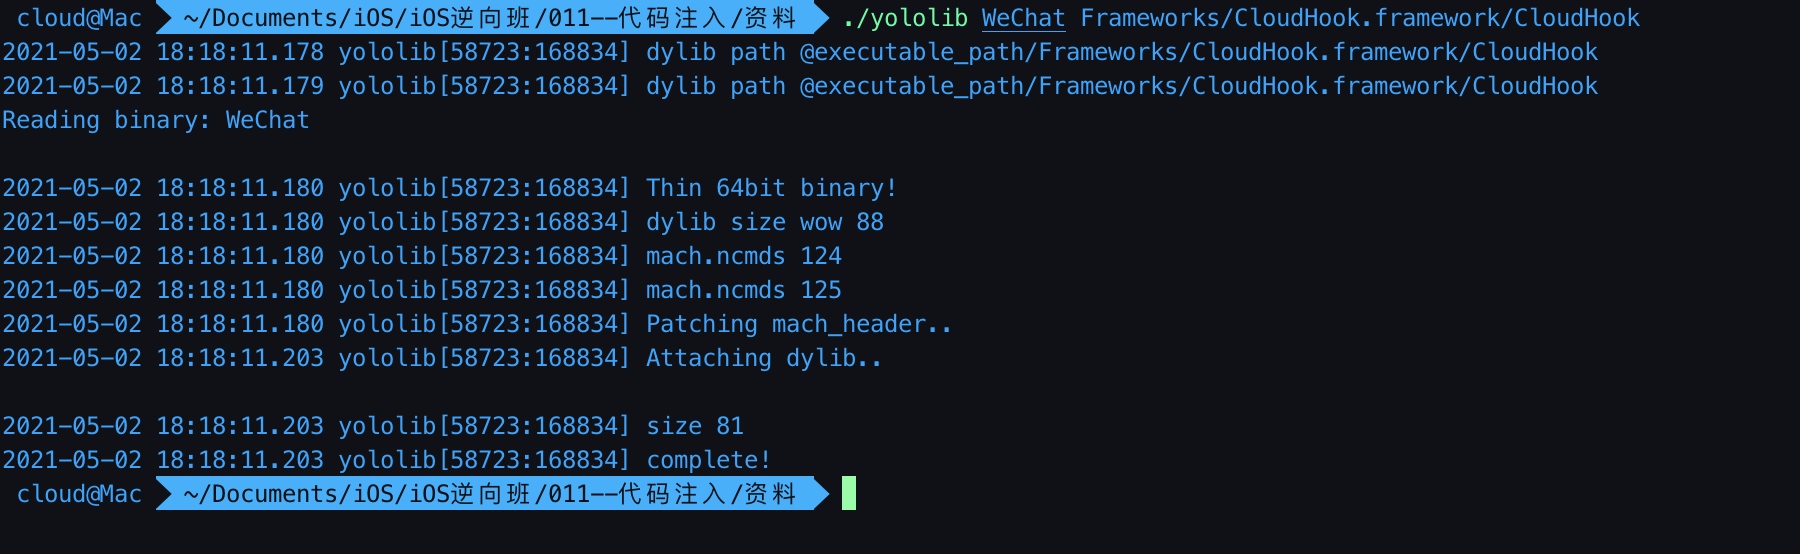 cloud@Mac ~/Documents/iOS/iOS逆向班/011--代码注入/资料 ./yololib WeChat Frameworks/CloudHook.framework/CloudHook
2021-05-02 18:18:11.178 yololib[58723:168834] dylib path @executable_path/Frameworks/CloudHook.framework/CloudHook
2021-05-02 18:18:11.179 yololib[58723:168834] dylib path @executable_path/Frameworks/CloudHook.framework/CloudHook
Reading binary: WeChat
2021-05-02 18:18:11.180 yololib[58723:168834] Thin 64bit binary!
2021-05-02 18:18:11.180 yololib[58723:168834] dylib size wow 88
2021-05-02 18:18:11.180 yololib[58723:168834] mach.ncmds 124
2021-05-02 18:18:11.180 yololib[58723:168834] mach.ncmds 125
2021-05-02 18:18:11.180 yololib[58723:168834] Patching mach_header..
2021-05-02 18:18:11.203 yololib[58723:168834] Attaching dylib..
2021-05-02 18:18:11.203 yololib[58723:168834] size 81
2021-05-02 18:18:11.203 yololib[58723:168834] complete!
cloud@Mac ~/Documents/iOS/iOS逆向班/011--代码注入/资料